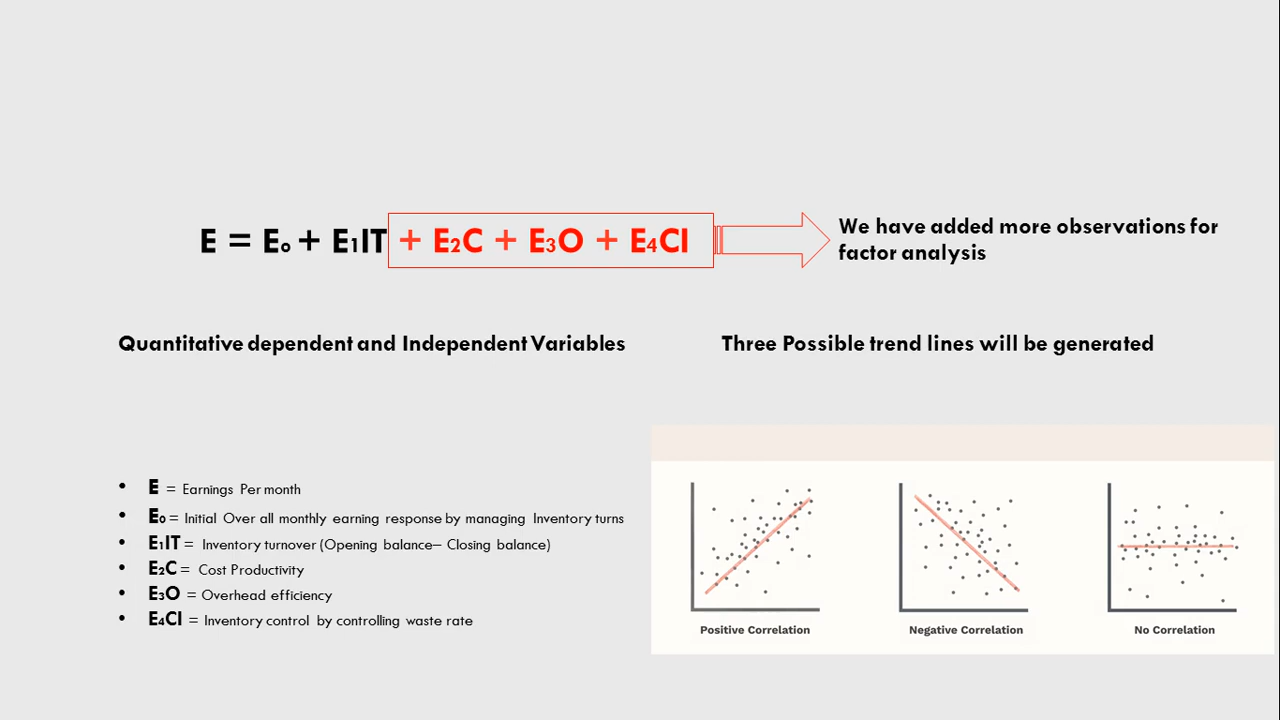 E = Eₒ + E₁IT + E₂C + E₃O + E₄CI
We have added more observations for
factor analysis
Quantitative dependent and Independent Variables
Three Possible trend lines will be generated
• E = Earnings Per month
• Eₒ = Initial Over all monthly earning response by managing Inventory turns
• E₁IT = Inventory turnover (Opening balance– Closing balance)
• E₂C = Cost Productivity
• E₃O = Overhead efficiency
• E₄CI = Inventory control by controlling waste rate
Positive Correlation
Negative Correlation
No Correlation